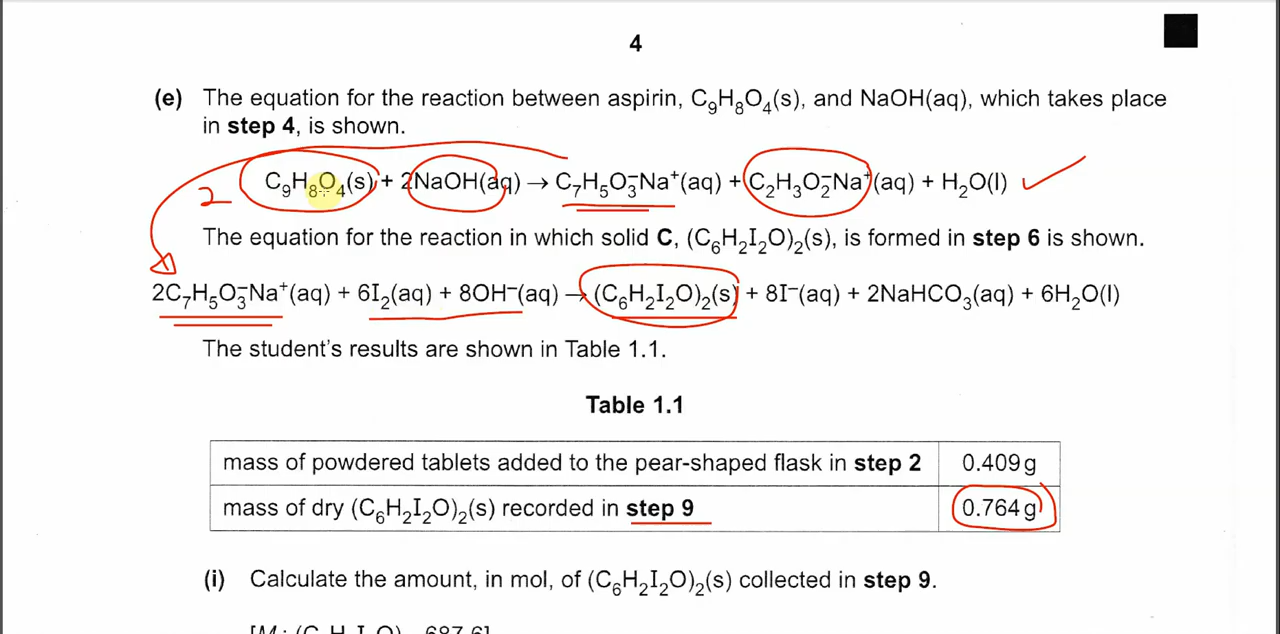 4
(e) The equation for the reaction between aspirin, C₉H₈O₄(s), and NaOH(aq), which takes place
in step 4, is shown.
2 C₉H₈O₄(s) + 2NaOH(aq) → C₇H₅O₃⁻Na⁺(aq) + C₂H₃O₂⁻Na⁺(aq) + H₂O(l)
The equation for the reaction in which solid C, (C₆H₂I₂O)₂(s), is formed in step 6 is shown.
2C₇H₅O₃⁻Na⁺(aq) + 6I₂(aq) + 8OH⁻(aq) → (C₆H₂I₂O)₂(s) + 8I⁻(aq) + 2NaHCO₃(aq) + 6H₂O(l)
The student's results are shown in Table 1.1.
Table 1.1
mass of powdered tablets added to the pear-shaped flask in step 2 0.409 g
mass of dry (C₆H₂I₂O)₂(s) recorded in step 9 0.764 g
(i) Calculate the amount, in mol, of (C₆H₂I₂O)₂(s) collected in step 9.